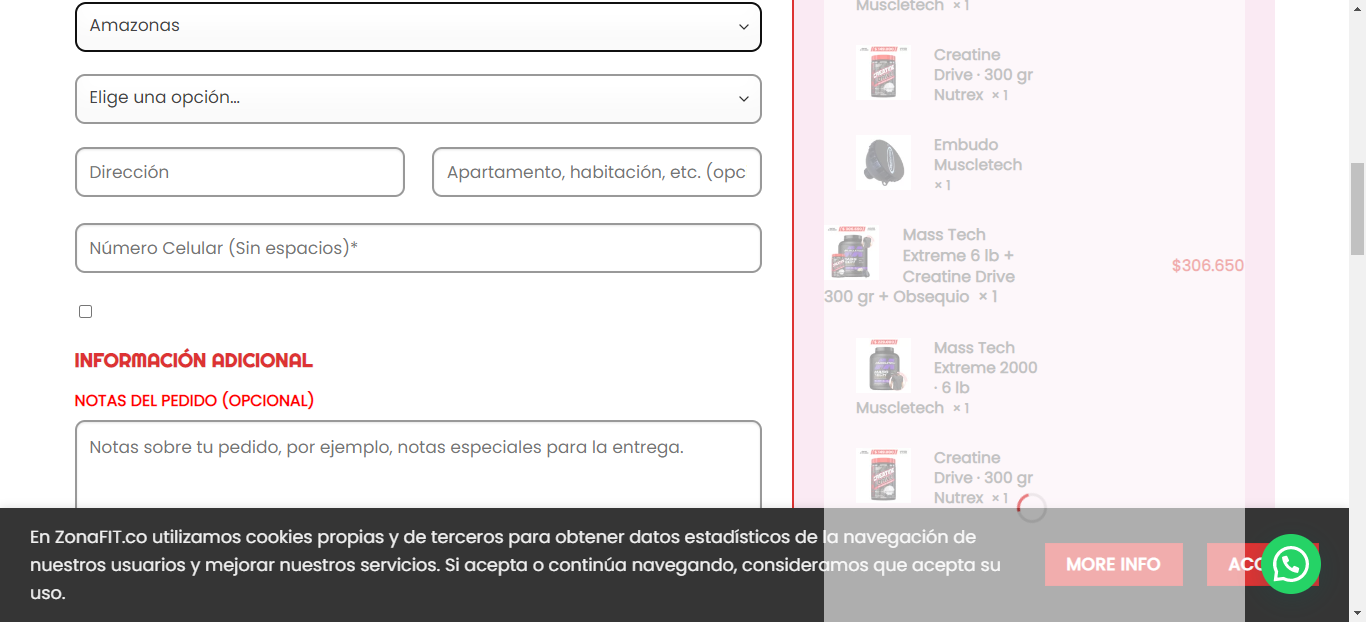 Amazonas
Elige una opción...
Dirección
Apartamento, habitación, etc. (opc
Número Celular (Sin espacios)*
INFORMACIÓN ADICIONAL
NOTAS DEL PEDIDO (OPCIONAL)
Notas sobre tu pedido, por ejemplo, notas especiales para la entrega.
Muscletech × 1
Creatine
Drive · 300 gr
Nutrex × 1
Embudo
Muscletech
× 1
Mass Tech
Extreme 6 lb +
Creatine Drive
300 gr + Obsequio × 1
$306.650
Mass Tech
Extreme 2000
· 6 lb
Muscletech × 1
Creatine
Drive · 300 gr
Nutrex × 1
En ZonaFIT.co utilizamos cookies propias y de terceros para obtener datos estadísticos de la navegación de
nuestros usuarios y mejorar nuestros servicios. Si acepta o continúa navegando, consideramos que acepta su
uso.
MORE INFO